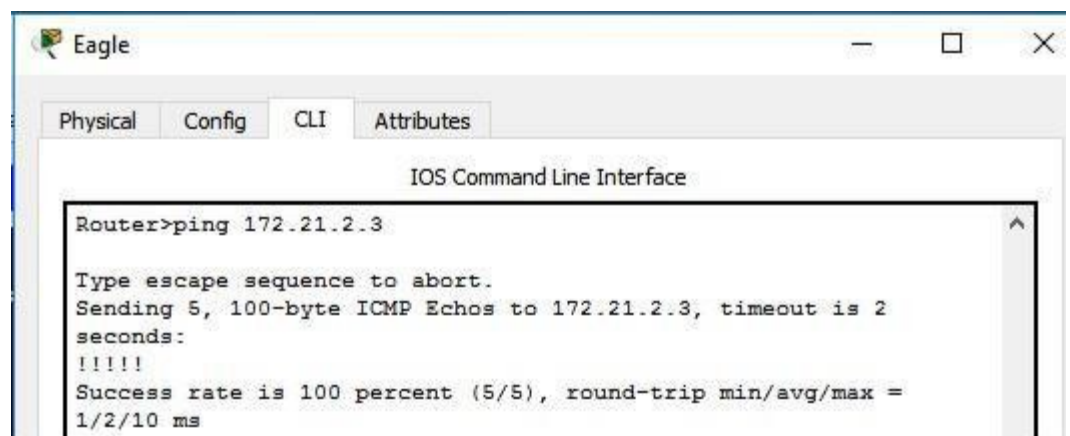 Eagle
Physical Config CLI Attributes
IOS Command Line Interface
Router>ping 172.21.2.3
Type escape sequence to abort.
Sending 5, 100-byte ICMP Echos to 172.21.2.3, timeout is 2
seconds:
!!!!!
Success rate is 100 percent (5/5), round-trip min/avg/max =
1/2/10 ms